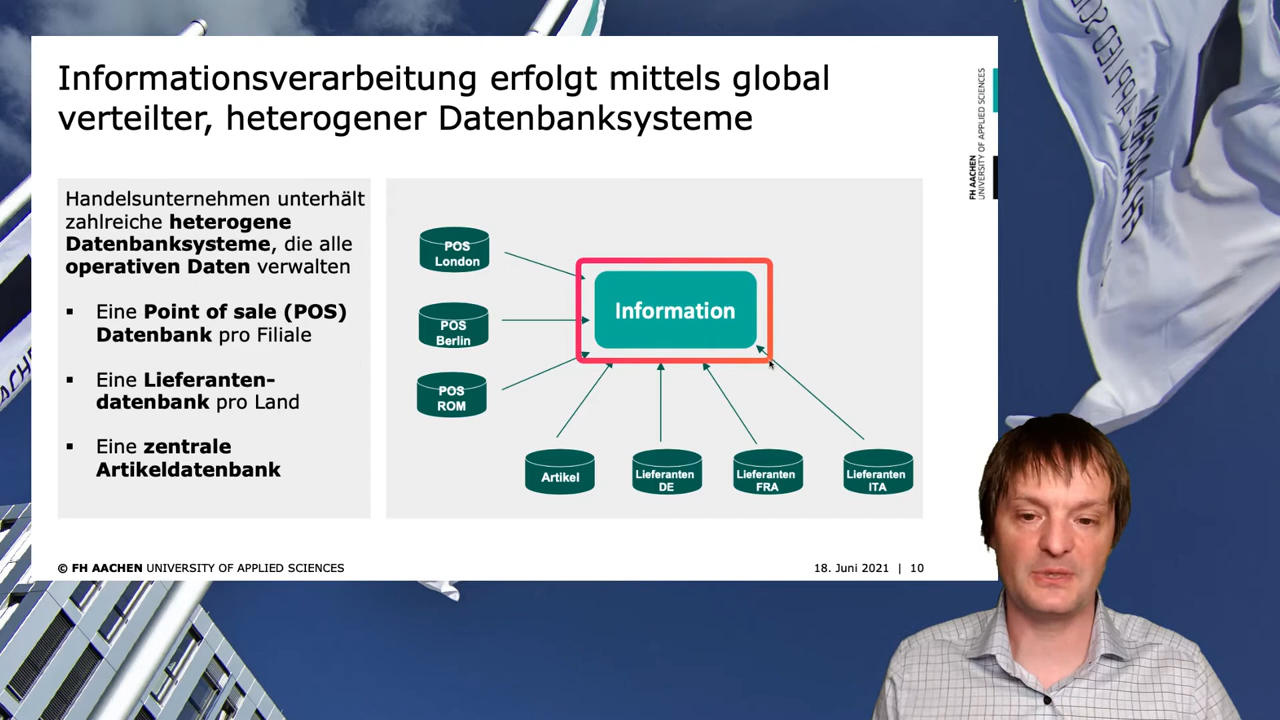 Informationsverarbeitung erfolgt mittels global
verteilter, heterogener Datenbanksysteme
FH AACHEN
UNIVERSITY OF APPLIED SCIENCES
Handelsunternehmen unterhält
zahlreiche heterogene
Datenbanksysteme, die alle
operativen Daten verwalten
▪ Eine Point of sale (POS)
Datenbank pro Filiale
▪ Eine Lieferanten-
datenbank pro Land
▪ Eine zentrale
Artikeldatenbank
POS
London
POS
Berlin
POS
ROM
Information
Artikel
Lieferanten
DE
Lieferanten
FRA
Lieferanten
ITA
© FH AACHEN UNIVERSITY OF APPLIED SCIENCES
18. Juni 2021 | 10